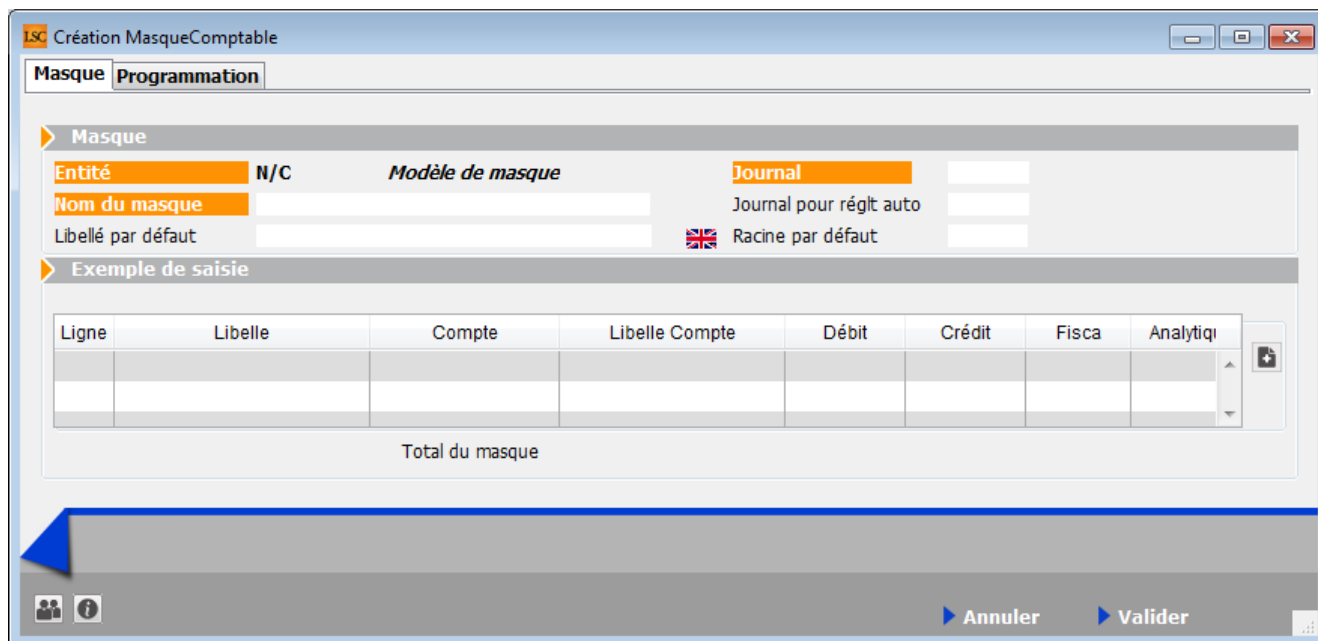 LSC Création MasqueComptable
Masque Programmation
Masque
Entité N/C Modèle de masque Journal
Nom du masque Journal pour réglt auto
Libellé par défaut Racine par défaut
Exemple de saisie
Ligne Libelle Compte Libelle Compte Débit Crédit Fisca Analytiqu
Total du masque
Annuler Valider